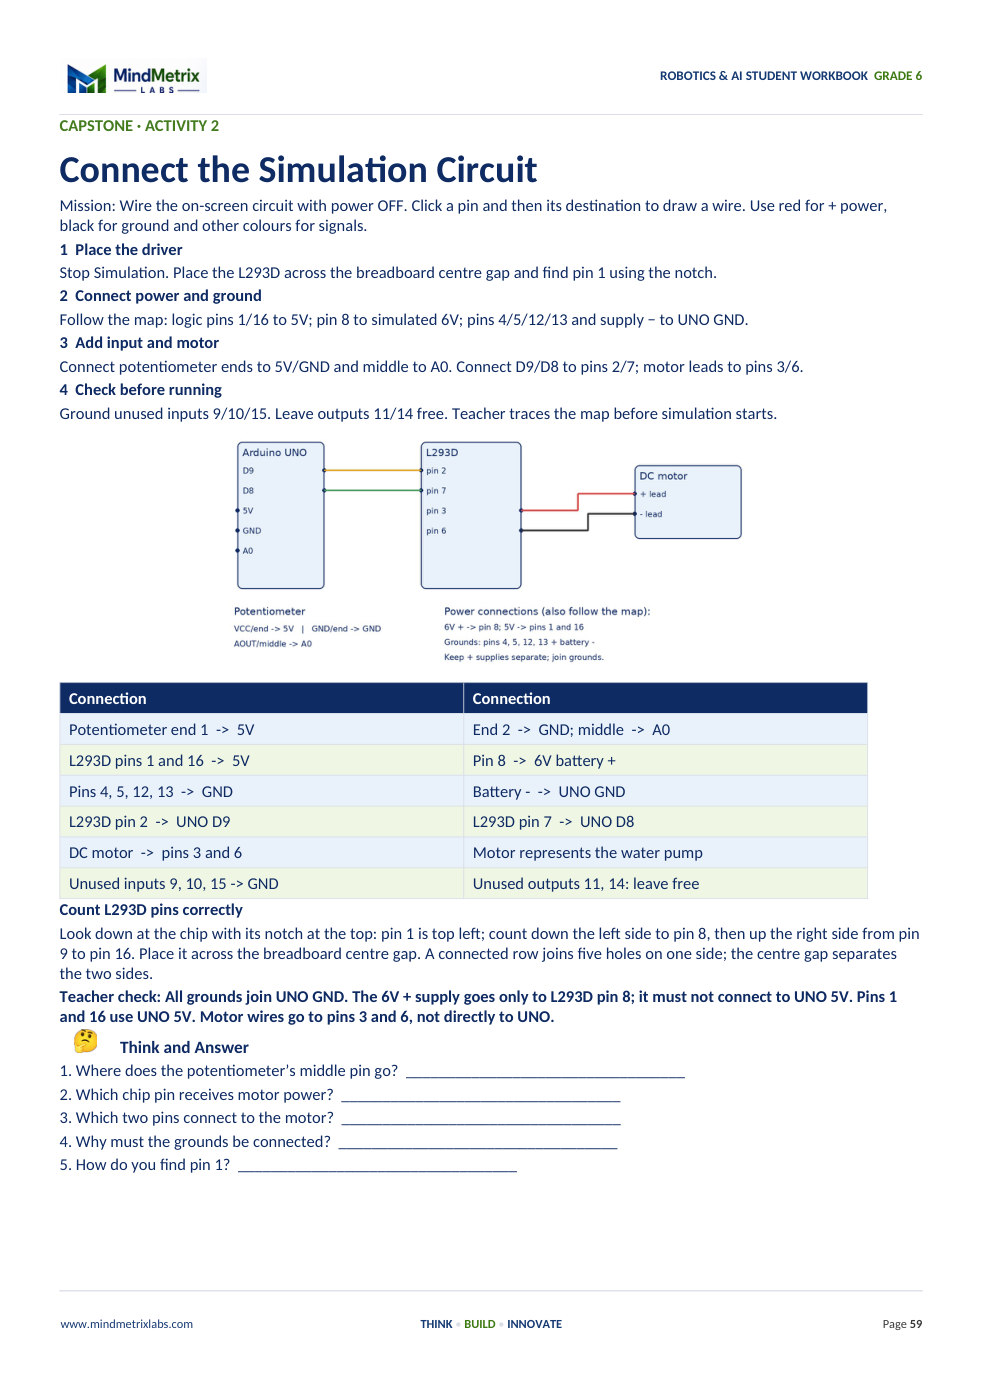 MindMetrix
LABS
ROBOTICS & AI STUDENT WORKBOOK GRADE 6
CAPSTONE · ACTIVITY 2
Connect the Simulation Circuit
Mission: Wire the on-screen circuit with power OFF. Click a pin and then its destination to draw a wire. Use red for + power,
black for ground and other colours for signals.
1 Place the driver
Stop Simulation. Place the L293D across the breadboard centre gap and find pin 1 using the notch.
2 Connect power and ground
Follow the map: logic pins 1/16 to 5V; pin 8 to simulated 6V; pins 4/5/12/13 and supply − to UNO GND.
3 Add input and motor
Connect potentiometer ends to 5V/GND and middle to A0. Connect D9/D8 to pins 2/7; motor leads to pins 3/6.
4 Check before running
Ground unused inputs 9/10/15. Leave outputs 11/14 free. Teacher traces the map before simulation starts.
Arduino UNO
D9
D8
5V
GND
A0
L293D
pin 2
pin 7
pin 3
pin 6
DC motor
+ lead
- lead
Potentiometer
VCC/end -> 5V | GND/end -> GND
AOUT/middle -> A0
Power connections (also follow the map):
6V + -> pin 8; 5V -> pins 1 and 16
Grounds: pins 4, 5, 12, 13 + battery -
Keep + supplies separate; join grounds.
Connection Connection
Potentiometer end 1 -> 5V End 2 -> GND; middle -> A0
L293D pins 1 and 16 -> 5V Pin 8 -> 6V battery +
Pins 4, 5, 12, 13 -> GND Battery - -> UNO GND
L293D pin 2 -> UNO D9 L293D pin 7 -> UNO D8
DC motor -> pins 3 and 6 Motor represents the water pump
Unused inputs 9, 10, 15 -> GND Unused outputs 11, 14: leave free
Count L293D pins correctly
Look down at the chip with its notch at the top: pin 1 is top left; count down the left side to pin 8, then up the right side from pin
9 to pin 16. Place it across the breadboard centre gap. A connected row joins five holes on one side; the centre gap separates
the two sides.
Teacher check: All grounds join UNO GND. The 6V + supply goes only to L293D pin 8; it must not connect to UNO 5V. Pins 1
and 16 use UNO 5V. Motor wires go to pins 3 and 6, not directly to UNO.
Think and Answer
1. Where does the potentiometer's middle pin go?
2. Which chip pin receives motor power?
3. Which two pins connect to the motor?
4. Why must the grounds be connected?
5. How do you find pin 1?
www.mindmetrixlabs.com
THINK • BUILD • INNOVATE
Page 59